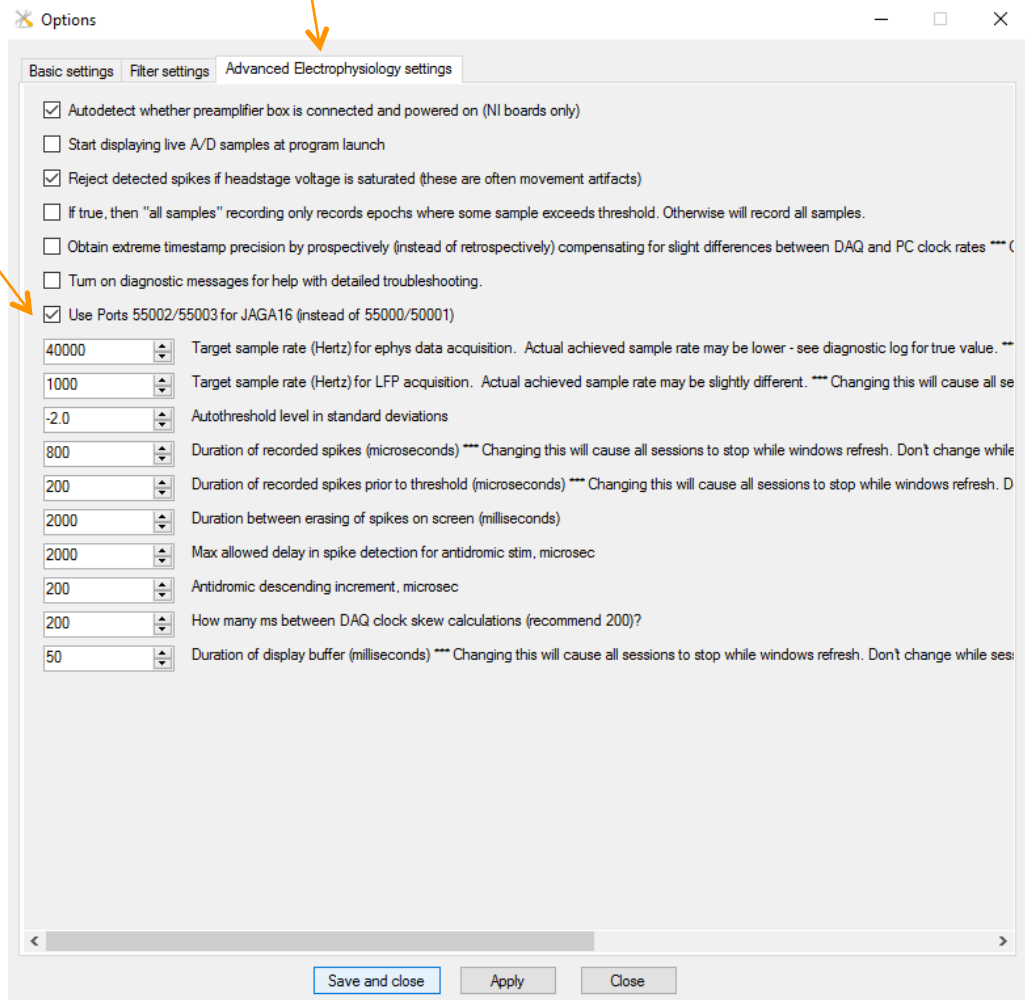 Options
Basic settings Filter settings Advanced Electrophysiology settings
Autodetect whether preamplifier box is connected and powered on (NI boards only)
Start displaying live A/D samples at program launch
Reject detected spikes if headstage voltage is saturated (these are often movement artifacts)
If true, then "all samples" recording only records epochs where some sample exceeds threshold. Otherwise will record all samples.
Obtain extreme timestamp precision by prospectively (instead of retrospectively) compensating for slight differences between DAQ and PC clock rates ***
Turn on diagnostic messages for help with detailed troubleshooting.
Use Ports 55002/55003 for JAGA16 (instead of 55000/50001)
40000 Target sample rate (Hertz) for ephys data acquisition. Actual achieved sample rate may be lower - see diagnostic log for true value. **
1000 Target sample rate (Hertz) for LFP acquisition. Actual achieved sample rate may be slightly different. *** Changing this will cause all se
-2.0 Autothreshold level in standard deviations
800 Duration of recorded spikes (microseconds) *** Changing this will cause all sessions to stop while windows refresh. Don't change while
200 Duration of recorded spikes prior to threshold (microseconds) *** Changing this will cause all sessions to stop while windows refresh. D
2000 Duration between erasing of spikes on screen (milliseconds)
2000 Max allowed delay in spike detection for antidromic stim, microsec
200 Antidromic descending increment, microsec
200 How many ms between DAQ clock skew calculations (recommend 200)?
50 Duration of display buffer (milliseconds) *** Changing this will cause all sessions to stop while windows refresh. Don't change while ses
Save and close Apply Close